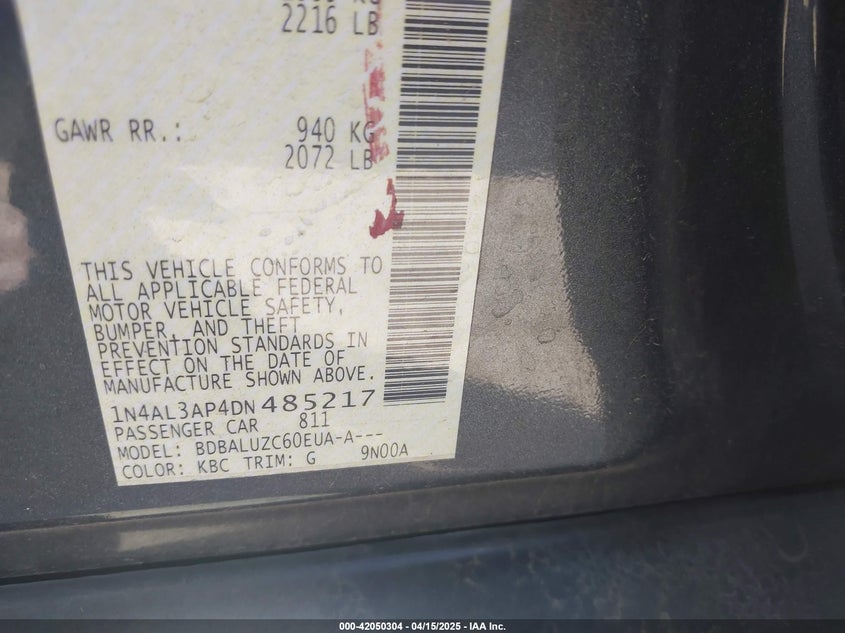 2216 LB
GAWR RR.: 940 KG
2072 LB
THIS VEHICLE CONFORMS TO
ALL APPLICABLE FEDERAL
MOTOR VEHICLE SAFETY,
BUMPER, AND THEFT
PREVENTION STANDARDS IN
EFFECT ON THE DATE OF
MANUFACTURE SHOWN ABOVE.
1N4AL3AP4DN485217
PASSENGER CAR 811
MODEL: BDBALUZC60EUA-A---
COLOR: KBC TRIM: G 9N00A
000-42050304 - 04/15/2025 - IAA Inc.